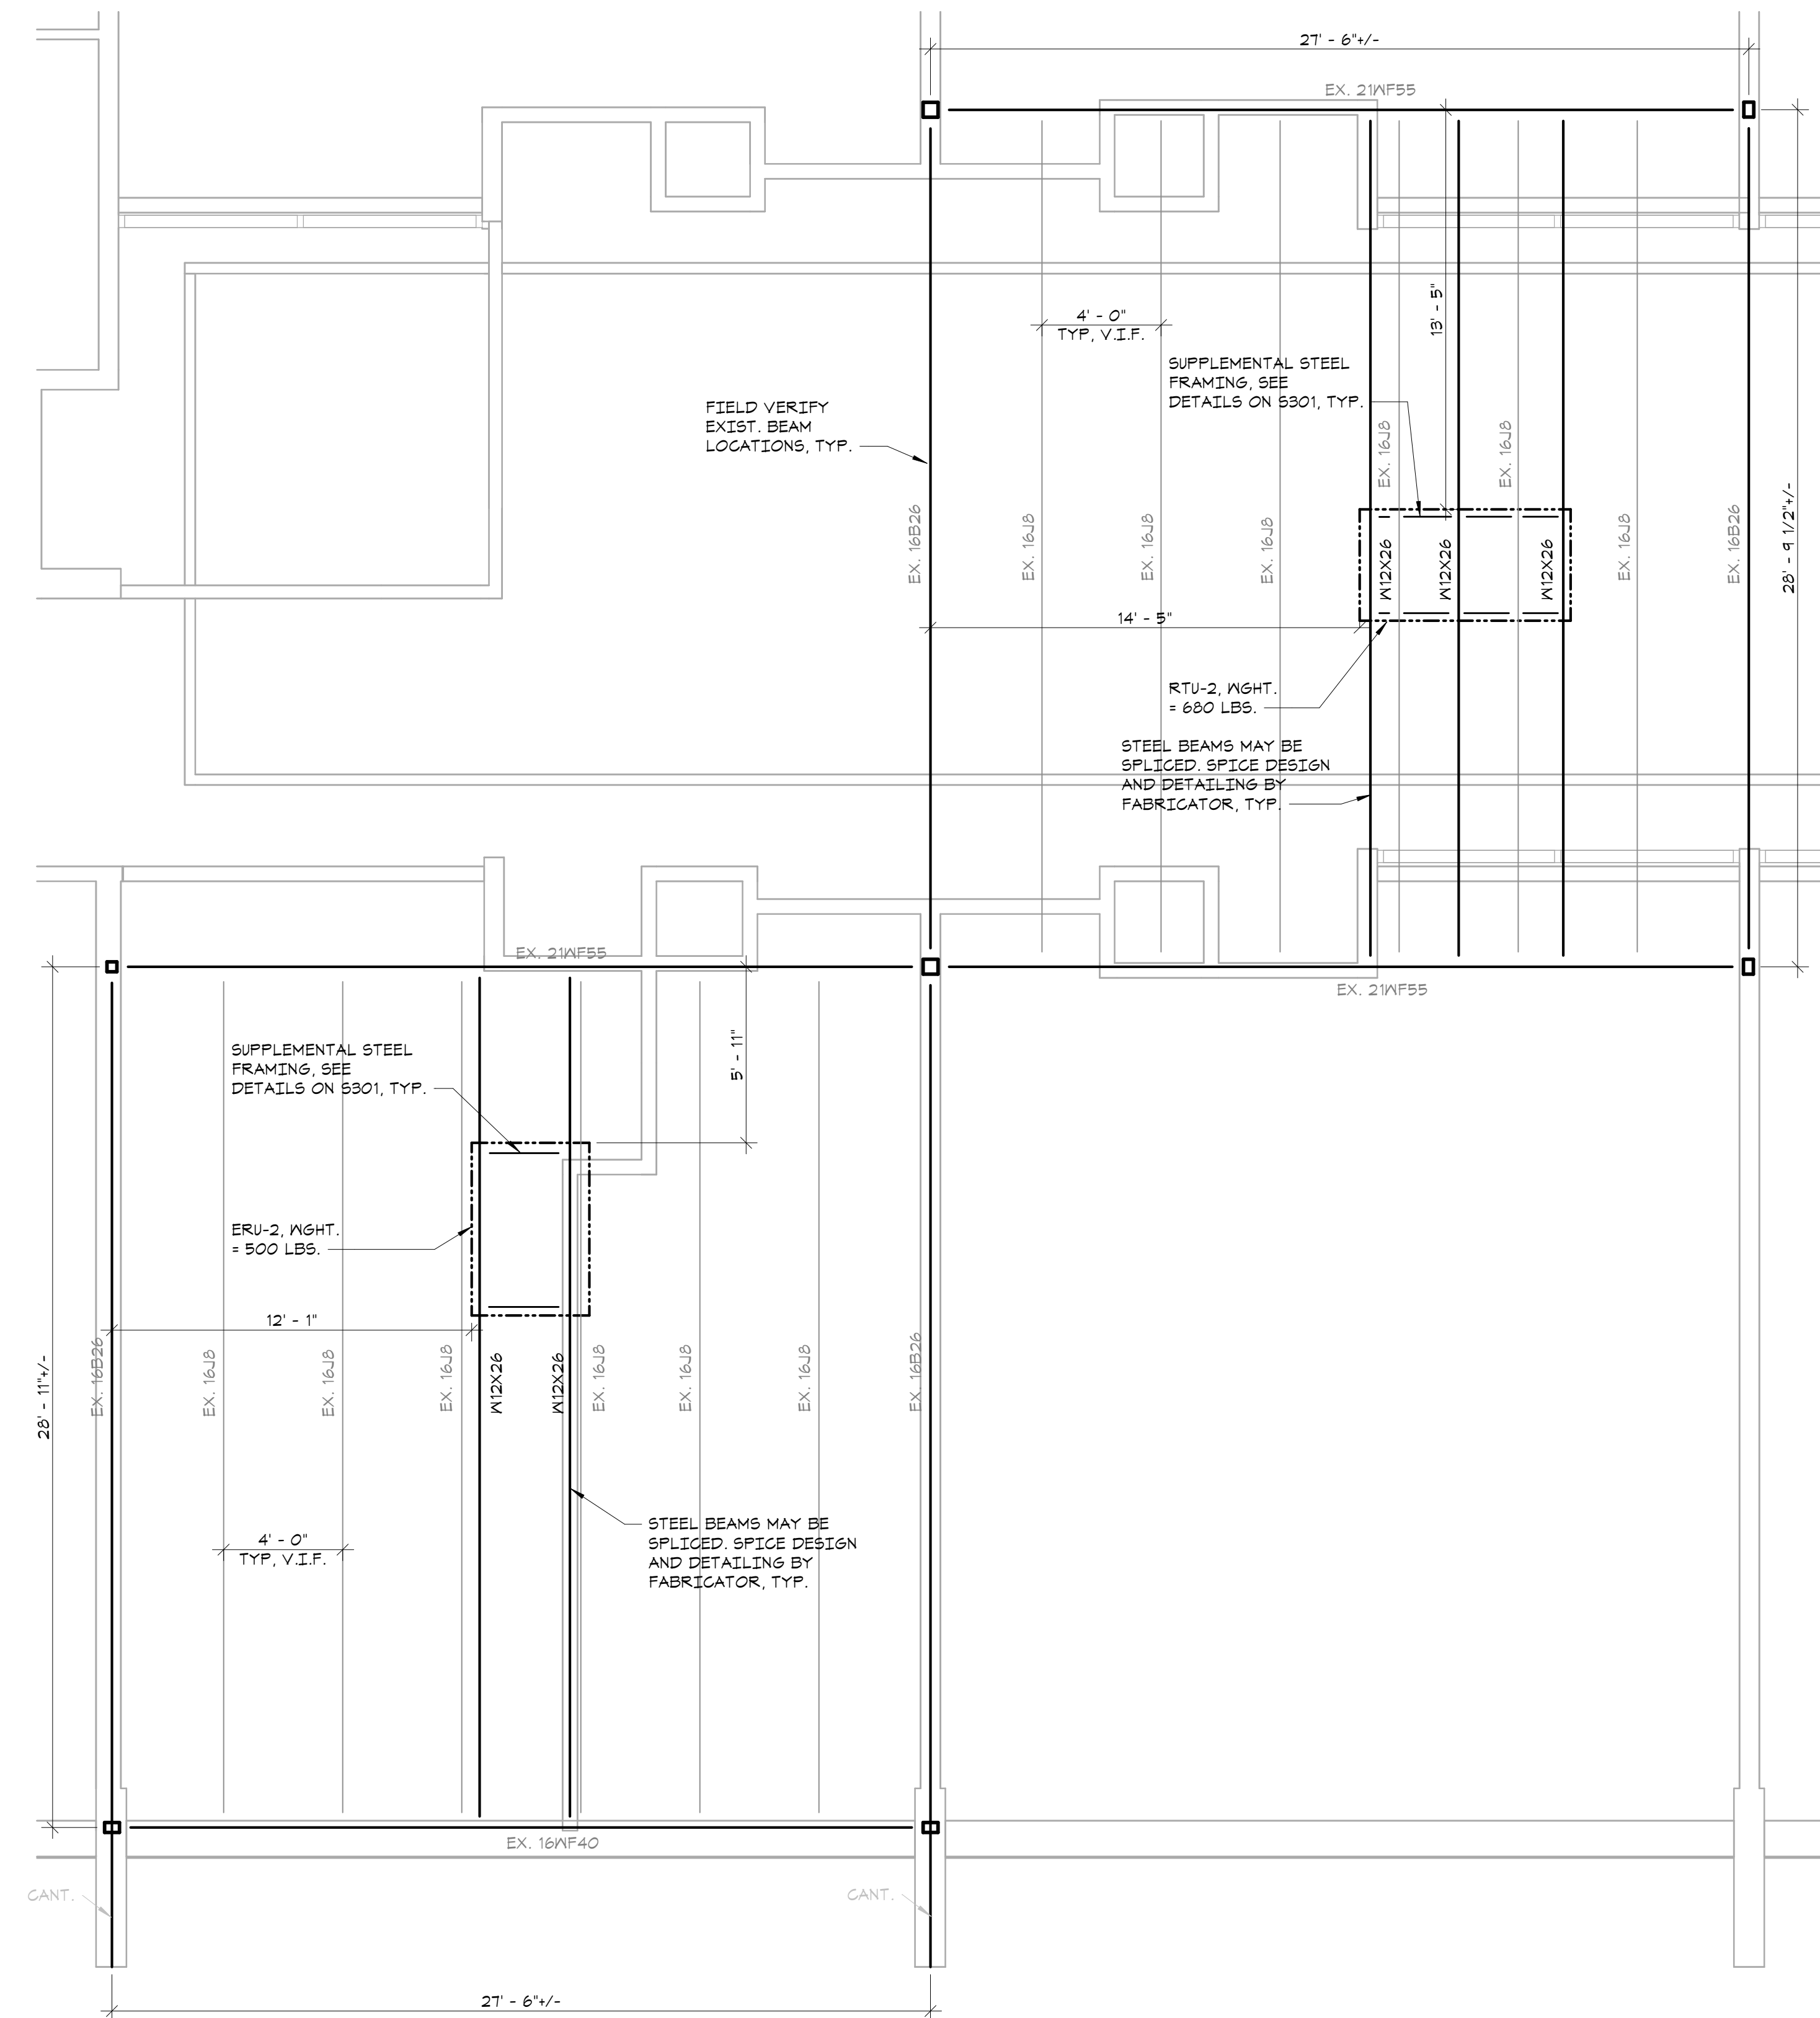 27' - 6"+/-
EX. 21WF55
4' - 0"
TYP, V.I.F.
13' - 5"
SUPPLEMENTAL STEEL
FRAMING, SEE
DETAILS ON S301, TYP.
FIELD VERIFY
EXIST. BEAM
LOCATIONS, TYP.
EX. 16J8
EX. 16J8
EX. 16B26
EX. 16J8
EX. 16J8
EX. 16J8
W12X26
W12X26
W12X26
EX. 16J8
EX. 16B26
28' - 9 1/2"+/-
14' - 5"
RTU-2, WGHT.
= 680 LBS.
STEEL BEAMS MAY BE
SPLICED. SPICE DESIGN
AND DETAILING BY
FABRICATOR, TYP.
EX. 21WF55
EX. 21WF55
5' - 11"
SUPPLEMENTAL STEEL
FRAMING, SEE
DETAILS ON S301, TYP.
ERU-2, WGHT.
= 500 LBS.
12' - 1"
28' - 11"+/-
EX. 16B26
EX. 16J8
EX. 16J8
EX. 16J8
W12X26
W12X26
EX. 16J8
EX. 16J8
EX. 16J8
EX. 16B26
4' - 0"
TYP, V.I.F.
STEEL BEAMS MAY BE
SPLICED. SPICE DESIGN
AND DETAILING BY
FABRICATOR, TYP.
EX. 16WF40
CANT.
CANT.
27' - 6"+/-